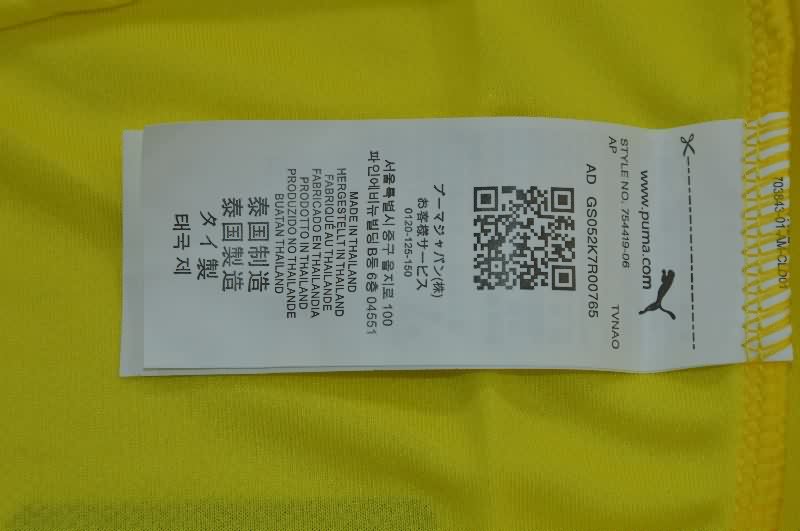 www.puma.com
STYLE NO. 754419-06
AP
TVNAO
AD GS052K7R00765
プーマジャパン(株)
お客様サービス
0120-125-150
서울특별시 중구 을지로 100
파인에비뉴빌딩 B동 6층 04551
MADE IN THAILAND
HERGESTELLT IN THAILAND
FABRIQUÉ AU THAILANDE
FABRICADO EN THAILANDIA
PRODOTTO IN THAILAND
PRODUZIDO NO THAILANDE
BUATAN THAILAND
泰国制造
泰国製造
タイ製
태국 제